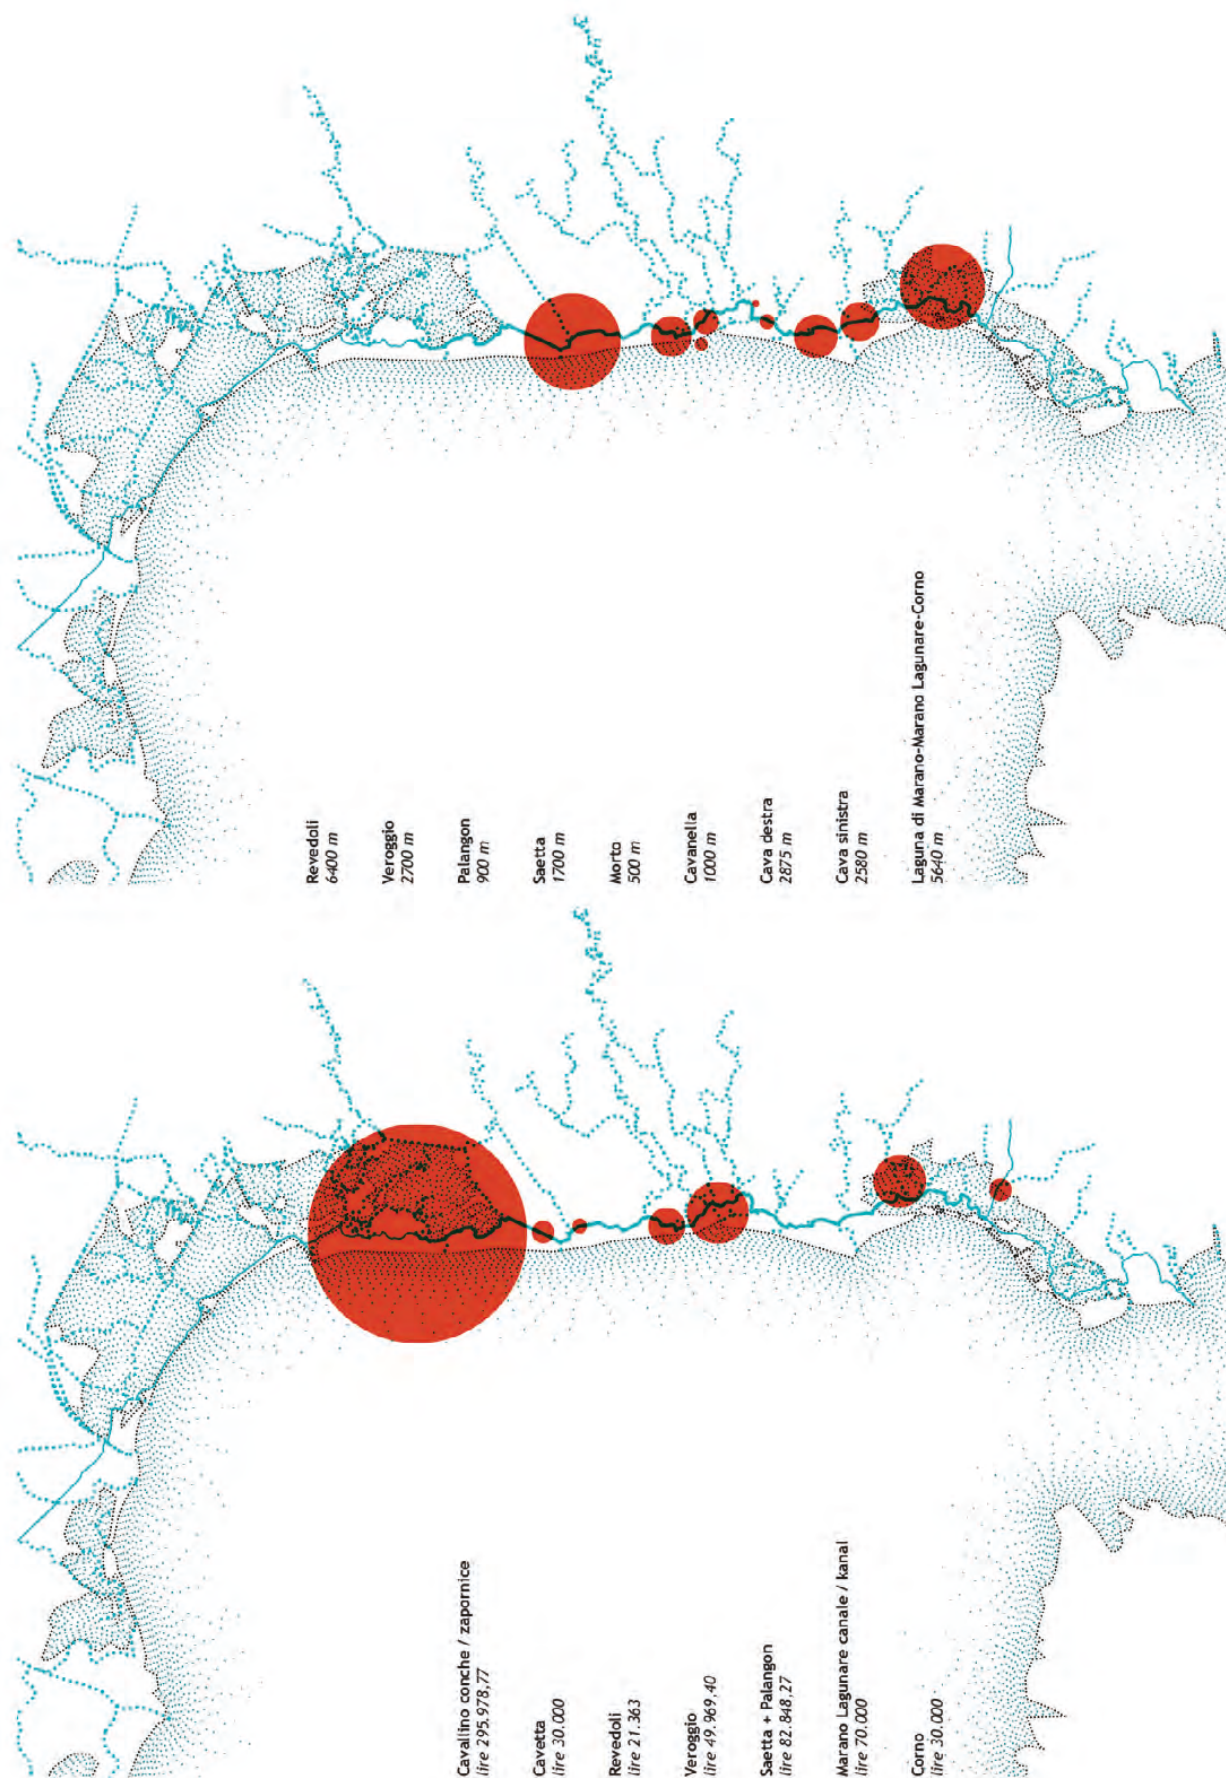 Revedoli
6400 m
Veroggio
2700 m
Palangon
900 m
Saetta
1700 m
Morto
500 m
Cavanella
1000 m
Cava destra
2875 m
Cava sinistra
2580 m
Laguna di Marano-Marano Lagunare-Corno
5640 m
Cavallino conche / zapornice
lire 295.978,77
Cavetta
lire 30.000
Revedoli
lire 21.363
Veroggio
lire 49.969,40
Saetta + Palangon
lire 82.848,27
Marano Lagunare canale / kanal
lire 70.000
Corno
lire 30.000